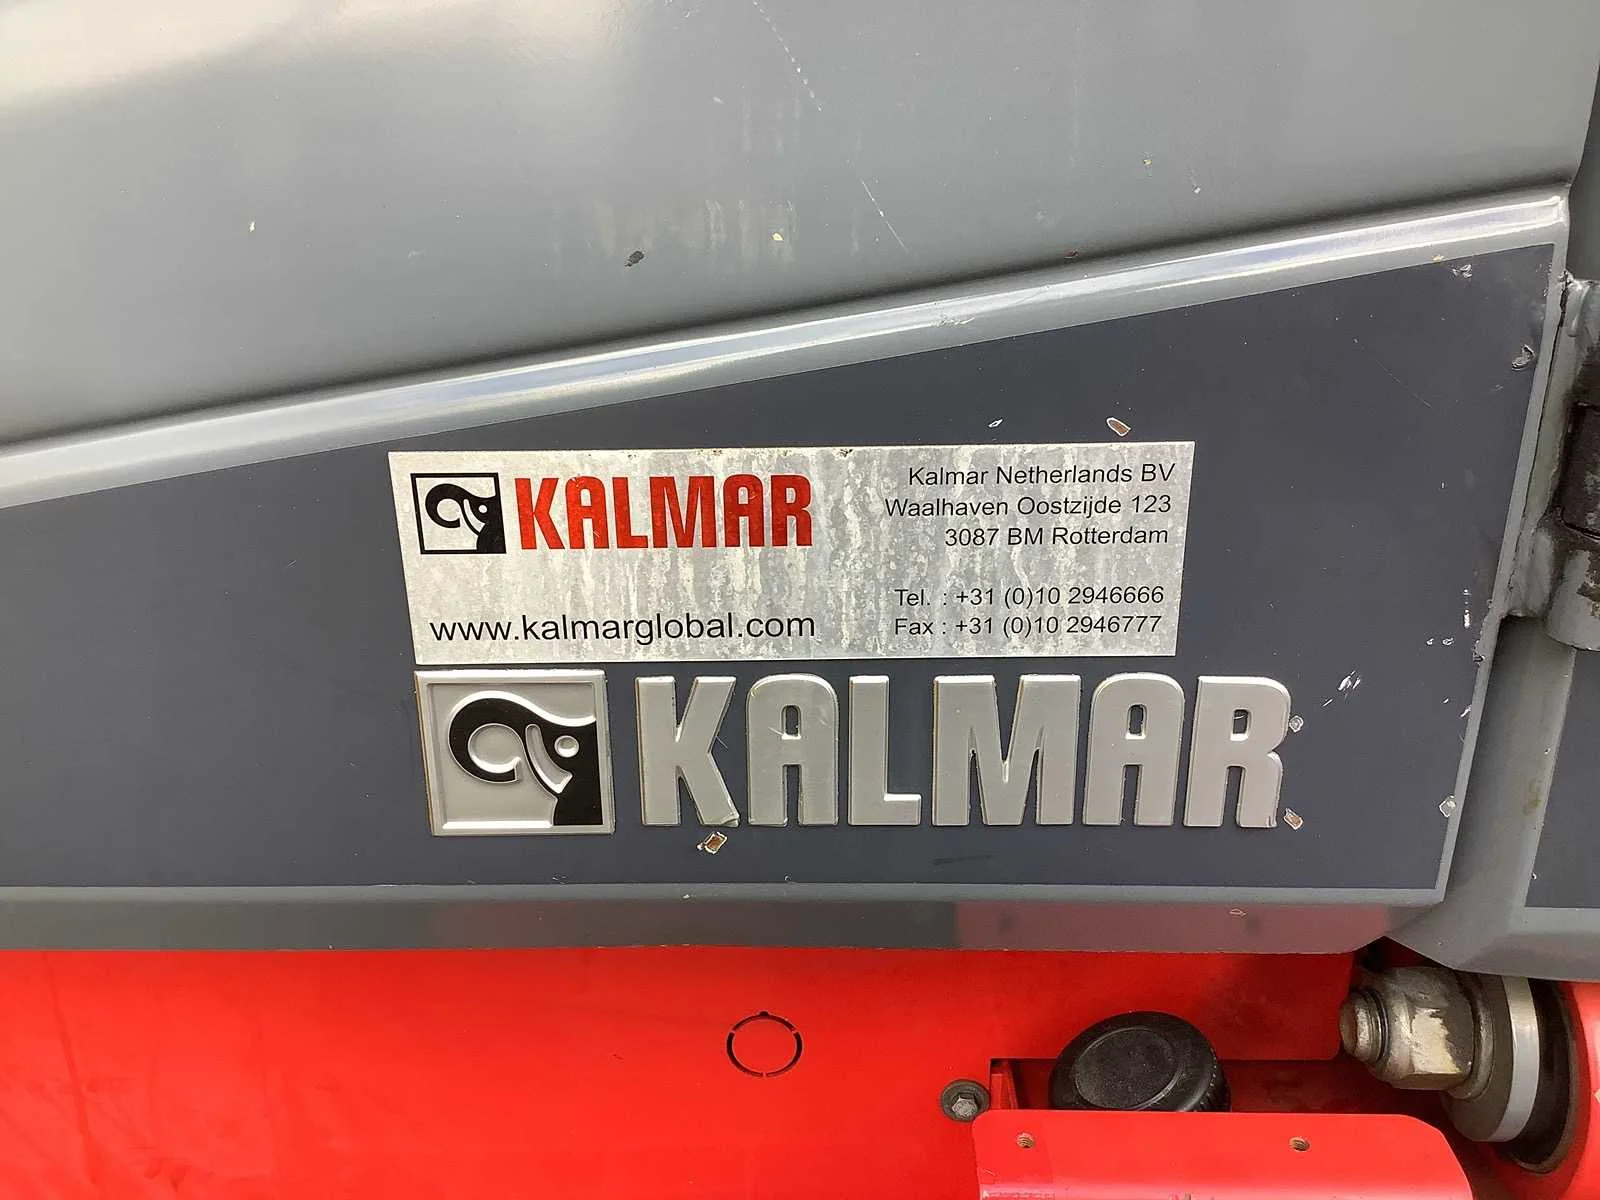 KALMAR
Kalmar Netherlands BV
Waalhaven Oostzijde 123
3087 BM Rotterdam
www.kalmarglobal.com
Tel. : +31 (0)10 2946666
Fax : +31 (0)10 2946777
KALMAR